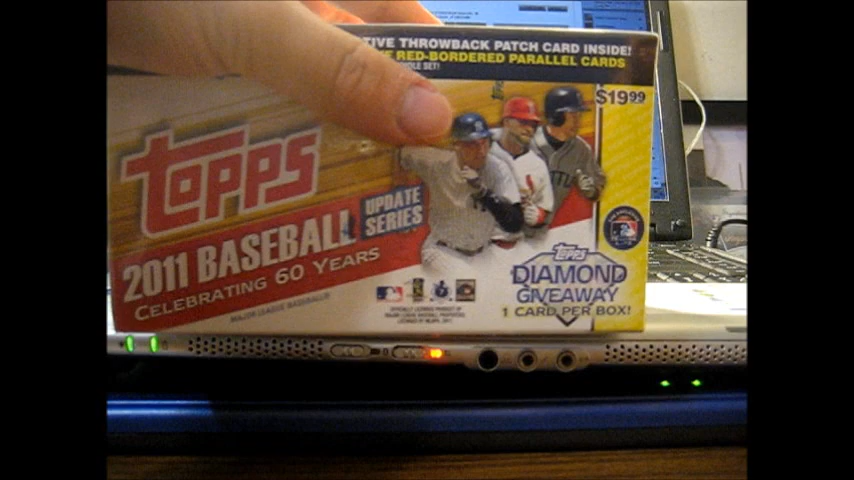 TIVE THROWBACK PATCH CARD INSIDE!
RED-BORDERED PARALLEL CARDS
$19.99
topps
UPDATE
SERIES
2011 BASEBALL
CELEBRATING 60 YEARS
MAJOR LEAGUE BASEBALL
TOPPS
DIAMOND
GIVEAWAY
1 CARD PER BOX!